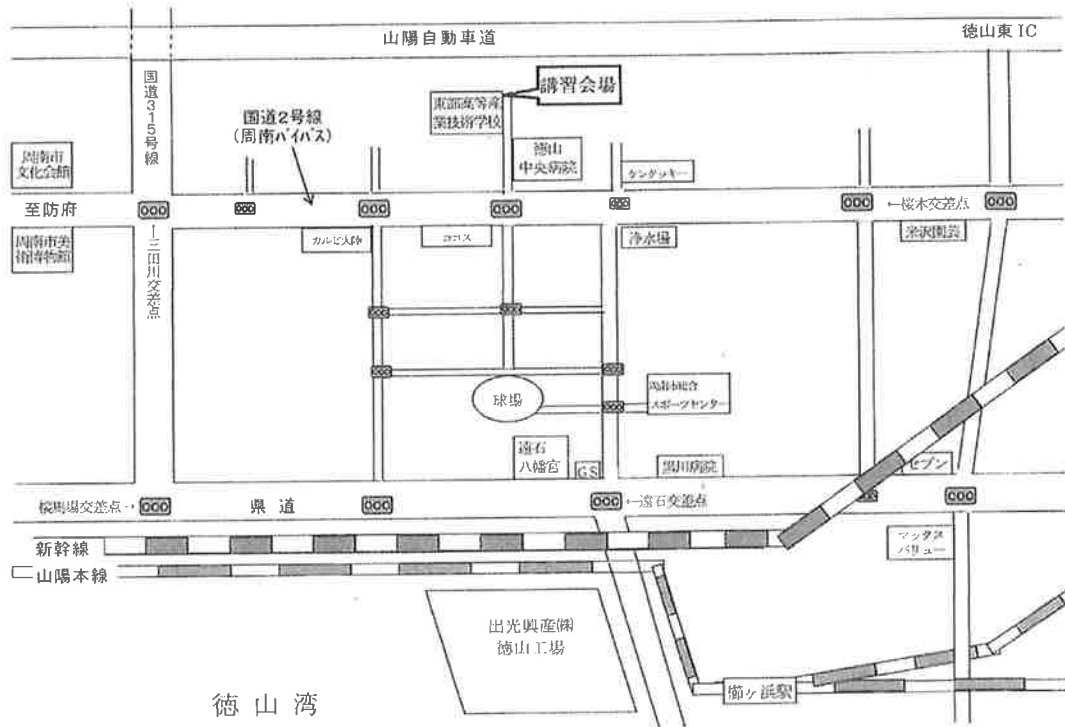 山陽自動車道
徳山東IC
国道315号線
講習会場
東部高等産
業技術学校
国道2号線
(周南バイパス)
徳山
中央病院
周南市
文化会館
ケンタッキー
至防府
←桜木交差点
周南市美
術博物館
←三田川交差点
カルビ大陣
ココス
浄水場
米沢園芸
球場
周南市総合
スポーツセンター
遠石
八幡宮
GS
黒川病院
セブン
桜馬場交差点→
県道
←遠石交差点
新幹線
山陽本線
マックス
バリュー
出光興産㈱
徳山工場
櫛ヶ浜駅
徳山湾